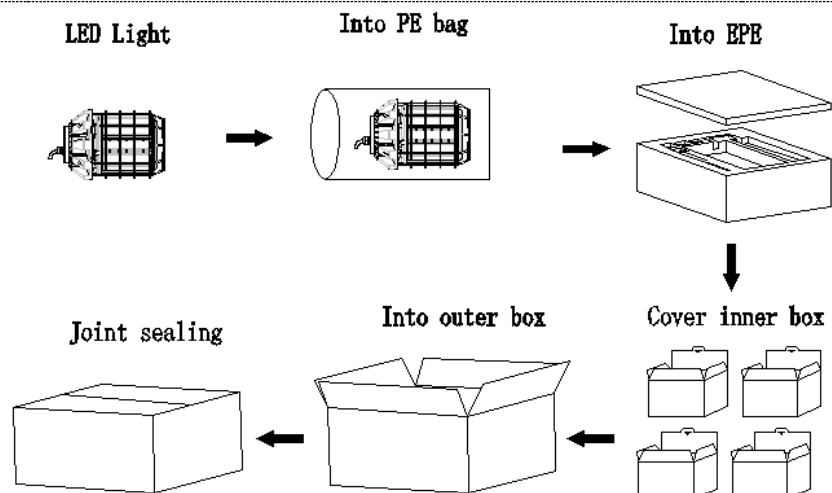 LED Light
Into PE bag
Into EPE
Cover inner box
Into outer box
Joint sealing